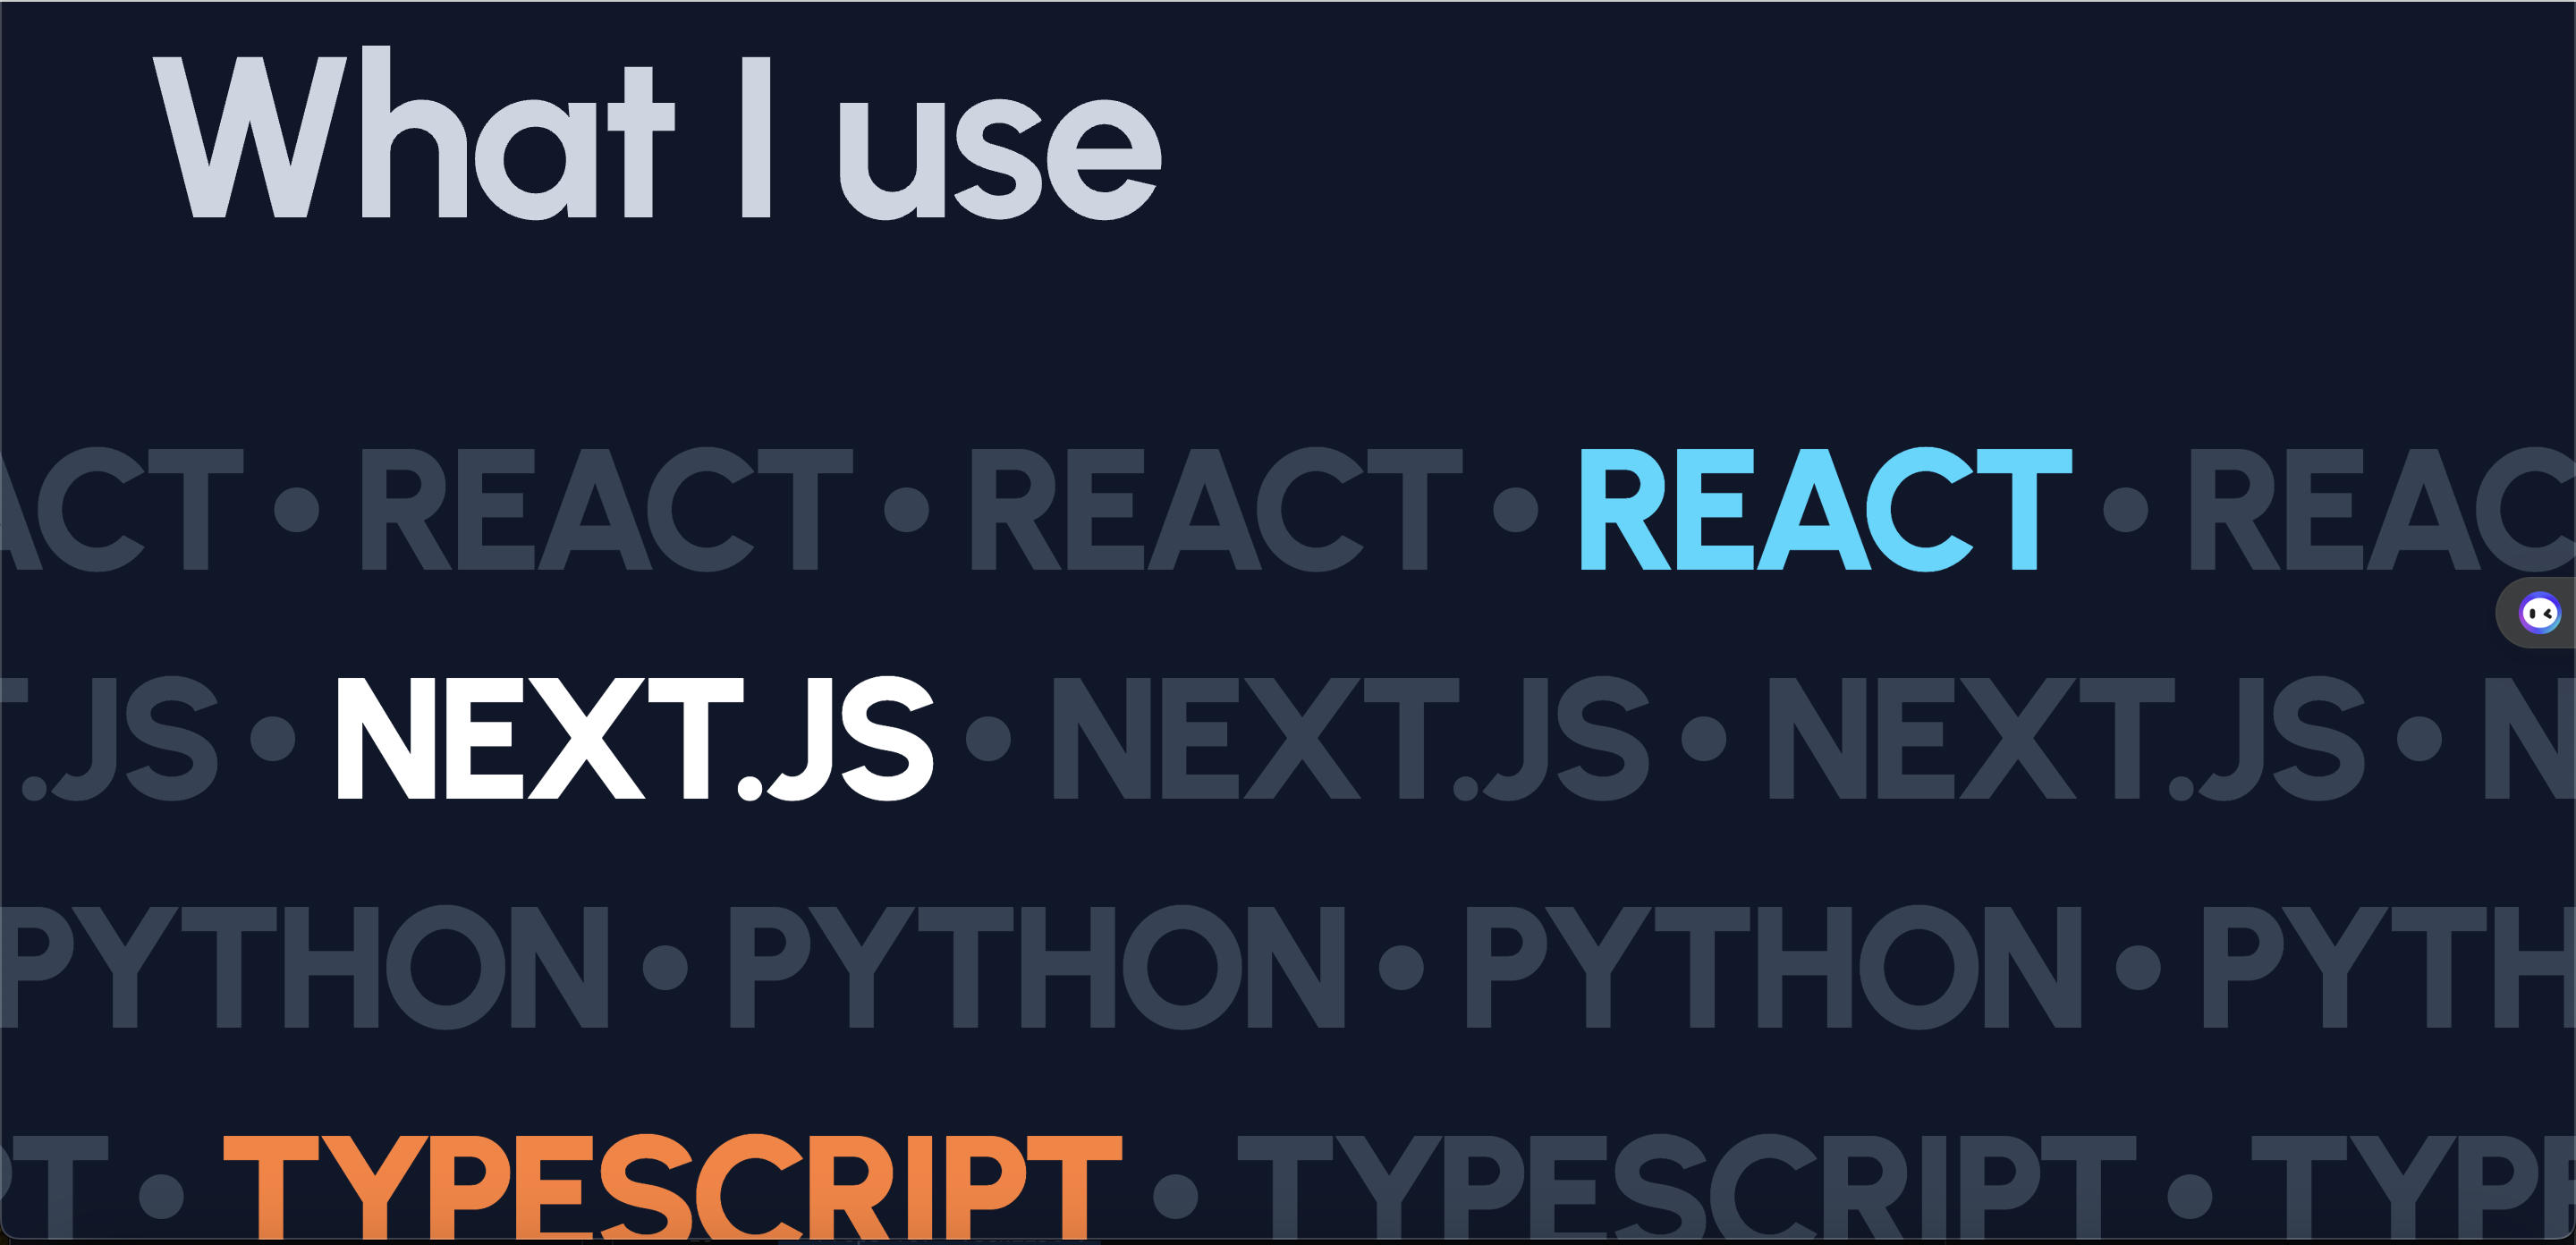 What I use
ACT • REACT • REACT • REACT • REAC
T.JS • NEXT.JS • NEXT.JS • NEXT.JS • N
PYTHON • PYTHON • PYTHON • PYTH
PT • TYPESCRIPT • TYPESCRIPT • TYPE